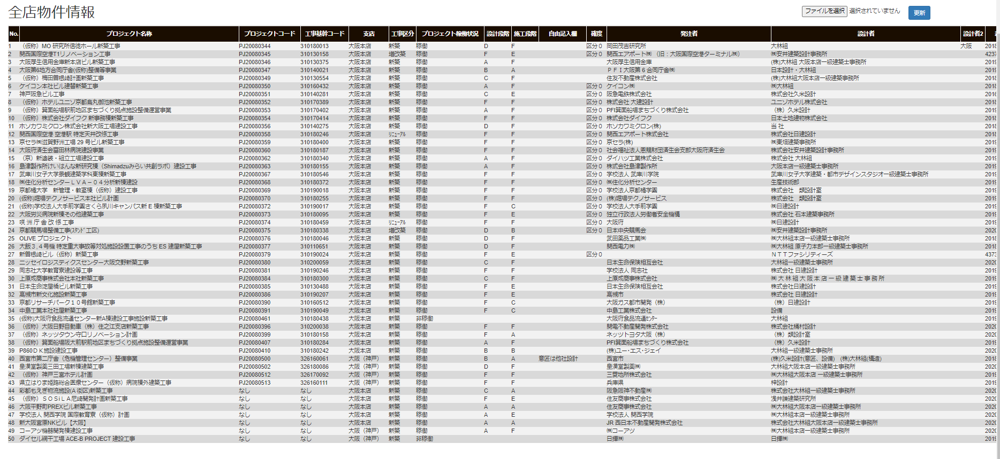 全店物件情報
ファイルを選択 選択されていません 更新
No. プロジェクト名称 プロジェクトコード 工事基幹コード 支店 工事区分 プロジェクト稼働状況 設計段階 施工段階 自由記入欄 確度 発注者 設計者 設計者2
1 （仮称）MO 研究所信徒ホール新築工事 PJ20080344 310180013 大阪本店 新築 稼働 D F 区分０ 岡田茂吉研究所 大林組 大阪 2018
2 関西国際空港T1リノベーション工事 PJ20080345 310130158 大阪本店 増改築 稼働 F E 区分０ 関西エアポート㈱ （旧：大阪国際空港ターミナル㈱） ㈱安井建築設計事務所 4237
3 大阪厚生信用金庫新本店ビル新築工事 PJ20080346 310130375 大阪本店 新築 稼働 A F 大阪厚生信用金庫 (株)大林組 大阪本店一級建築士事務所 2019
4 大阪第6地方合同庁舎(仮称)整備等事業 PJ20080347 310140021 大阪本店 新築 稼働 B A ＰＦＩ大阪第６合同庁舎㈱ 日本設計・大林組 2019
5 （仮称）梅田曽根崎計画新築工事 PJ20080349 310130554 大阪本店 新築 稼働 C F 住友不動産株式会社 (株)大林組大阪本店一級建築士事務所 2019
6 ケイコン本社ビル建替新築工事 PJ20080350 310160432 大阪本店 新築 稼働 A F 区分０ ケイコン㈱ ㈱大林組 2018
7 神戸阪急ビル工事 PJ20080351 310140281 大阪本店 新築 稼働 C E 区分０ 阪急電鉄株式会社 株式会社久米設計 2016
8 （仮称）ホテルユニゾ京都烏丸御池新築工事 PJ20080352 310170389 大阪本店 新築 稼働 F F 区分０ 株式会社 大建設計 ユニゾホテル株式会社 2018
9 （仮称）箕面船場駅前地区まちづくり拠点施設整備運営事業 PJ20080353 310170402 大阪本店 新築 稼働 A F 区分０ PFI箕面船場まちづくり株式会社 （株）久米設計 2019
10 （仮称）株式会社ダイフク 新事務棟新築工事 PJ20080354 310170414 大阪本店 新築 稼働 F F 区分０ 株式会社ダイフク 日本土地建物株式会社 2018
11 ホソカワミクロン株式会社新大阪工場建設工事 PJ20080356 310140275 大阪本店 新築 稼働 D F 区分０ ホソカワミクロン(株) 当 社 2018
12 関西国際空港 空港駅 特定天井改修工事 PJ20080358 310180246 大阪本店 ﾘﾆｭｰｱﾙ 稼働 F F 区分０ 関西エアポート株式会社 株式会社日建設計 2018
13 京セラ㈱滋賀野洲工場 29 号ビル新築工事 PJ20080359 310180400 大阪本店 新築 稼働 F F 区分０ 京セラ(株) ㈱東畑建築事務所 2019
14 大阪府済生会富田林病院建設事業 PJ20080360 310180187 大阪本店 新築 稼働 F F 区分０ 社会福祉法人恩賜財団済生会支部大阪府済生会 株式会社安井建築設計事務所 2019
15 （京）新塗装・組立工場建設工事 PJ20080362 310180340 大阪本店 新築 稼働 A F 区分０ ダイハツ工業株式会社 株式会社 大林組 2019
16 島津製作所けいはんな新研究棟（Shimadzuみらい共創ラボ）建設工事 PJ20080363 310180155 大阪本店 新築 稼働 A F 区分０ 株式会社島津製作所 大阪本店一級建築士事務所 2019
17 武庫川女子大学景観建築学科東棟新築工事 PJ20080367 310180546 大阪本店 新築 稼働 F F 区分０ 学校法人 武庫川学院 武庫川女子大学建築・都市デザインスタジオ一級建築士事務所 2019
18 ㈱住化分析センターＬＶＡ－０４分析新棟建設 PJ20080368 310180372 大阪本店 新築 稼働 F F 区分０ ㈱住化分析センター 生産技術部 2019
19 京都橘大学　新管理・教室棟（仮称）建設工事 PJ20080369 310190018 大阪本店 新築 稼働 F F 区分０ 学校法人京都橘学園 株式会社　類設計室 2019
20 (仮称)堀場テクノサービス本社ビル計画 PJ20080370 310180255 大阪本店 新築 稼働 F F 区分０ (株)堀場テクノサービス 株式会社　類設計室 2019
21 (仮称)学校法人大手前学園さくら夙川キャンパス新 E 棟新築工事 PJ20080372 310190017 大阪本店 新築 稼働 F C 区分０ 学校法人大手前学園 ㈱日建設計 2019
22 大阪労災病院新棟その他建築工事 PJ20080373 310180095 大阪本店 新築 稼働 F E 区分０ 独立行政法人労働者安全機構 株式会社 石本建築事務所 2019
23 咲 洲 庁 舎 改 修 工事 PJ20080374 310180459 大阪本店 ﾘﾆｭｰｱﾙ 稼働 F F 区分０ 大阪府 ㈱日建設計 2019
24 京都競馬場整備工事(ｽﾀﾝﾄﾞ工区) PJ20080375 310180338 大阪本店 増改築 稼働 D B 区分０ 日本中央競馬会 ㈱安井建築設計事務所 2020
25 OLIVE プロジェクト PJ20080376 310180046 大阪本店 新築 稼働 D F 武田薬品工業㈱ ㈱大林組本店一級建築士事務所 2018
26 大飯３,４号機 特定重大事故等対処施設設置工事のうち ES 建屋新築工事 PJ20080377 310110651 大阪本店 新築 稼働 D F 関西電力㈱ ㈱大林組 原子力本部一級建築士事務所 2018
27 新曽根崎ビル（仮称）新築工事 PJ20080379 310190024 大阪本店 新築 稼働 F E 区分０ ＮＴＴファシリティーズ 4373
28 ニッセイロジスティクスセンター大阪交野新築工事 PJ20080380 310200059 大阪本店 新築 稼働 C F 日本生命保険相互会社 大林組一級建築士事務所 2020
29 同志社大学教育寮建設等工事 PJ20080381 310190246 大阪本店 新築 稼働 F F 学校法人 同志社 株式会社 日建設計 2019
30 上原成商事株式会社本社新築工事 PJ20080384 310180300 大阪本店 新築 稼働 C F 上原成商事株式会社 ㈱ 大 林 組 大 阪 本 店 一 級 建 築 士 事 務 所 2019
31 日本生命淀屋橋ビル新築工事 PJ20080385 310130488 大阪本店 新築 稼働 F E 日本生命保険相互会社 株式会社日建設計 2019
32 高槻市新文化施設新築工事 PJ20080386 310190207 大阪本店 新築 稼働 F E 高槻市 株式会社 日建設計 2019
33 京都リサーチパーク１０号館新築工事 PJ20080390 310160512 大阪本店 新築 稼働 F C 大阪ガス都市開発（株） （株）日建設計 2019
34 中島工業本社社屋新築工事 PJ20080391 310190049 大阪本店 新築 稼働 F C 中島工業株式会社 設備 2019
35 (仮称)大阪府食品流通センター新A棟建設工事施設新築工事 PJ20080461 310180438 大阪本店 新築 非稼働 大阪府食品流通ｾﾝﾀｰ 大林組 2019
36 （仮称）大阪日野自動車（株）住之江支店新築工事 PJ20080396 310200038 大阪本店 新築 稼働 F F 関電不動産開発株式会社 株式会社桶村設計 2020
37 （仮称）ネッツタウン守口リノベーション計画 PJ20080399 310180158 大阪本店 新築 稼働 F A ネッツトヨタ大阪（株） （株）類設計室 2020
38 （仮称）箕面船場阪大前駅前地区まちづくり拠点施設整備運営事業 PJ20080407 310180284 大阪本店 新築 稼働 A F PFI箕面船場まちづくり株式会社 （株）久米設計 2019
39 P860ＤＫ施設建設工事 PJ20080410 310180242 大阪本店 新築 稼働 B B (株)ユー・エス・ジェイ 大林組一級建築士事務所 2020
40 西宮市第二庁舎（危機管理センター）整備事業 PJ20080500 326160061 大阪（神戸） 新築 稼働 B A 意匠は他社設計 西宮市 (株)久米設計(意匠、設備)　(株)大林組(構造) 2018
41 皇漢堂製薬三田工場新棟建築工事 PJ20080502 326180086 大阪（神戸） 新築 稼働 D F 皇漢堂製薬㈱ 大林組大阪本店一級建築士事務所 2020
42 （仮称）神戸三宮ホテル計画 PJ20080512 326170092 大阪（神戸） 新築 稼働 F F 三菱地所株式会社 ㈱大林組大阪本店 一級建築士事務所 2019
43 県立はりま姫路総合医療センター（仮称）病院棟外建築工事 PJ20080513 326160111 大阪（神戸） 新築 稼働 F F 兵庫県 梓設計 2019
44 彩都もえぎ物流施設(A 街区)新築工事 なし なし 大阪本店 新築 稼働 C A 阪急阪神不動産㈱ 株式会社大林組一級建築士事務所 2020
45 （仮称）ＳＯＳｉＬＡ尼崎開発計画新築工事 なし なし 大阪本店 新築 稼働 F E 住友商事株式会社 浅井謙建築研究所 2020
46 大阪平野町PREXビル新築工事 なし なし 大阪本店 新築 稼働 A A 住友商事株式会社 ㈱大林組大阪本店一級建築士事務所 2020
47 学校法人 関西学院 国際教育寮（仮称）計画 なし なし 大阪本店 新築 稼働 A E 学校法人 関西学院 ㈱大林組本店一級建築士事務所 2020
48 新大阪宮原NKビル【大阪】 なし なし 大阪本店 新築 稼働 A A JR 西日本不動産開発株式会社 株式会社大林組大阪本店一級建築士事務所 2020
49 コーアツ機器開発棟建設工事 なし なし 大阪（神戸） 新築 稼働 A F ㈱コーアツ ㈱大林組本店一級建築士事務所 2020
50 ダイセル網干工場 ACE-B PROJECT 建設工事 なし なし 大阪（神戸） 新築 非稼働 日揮㈱ 日揮㈱ 2019